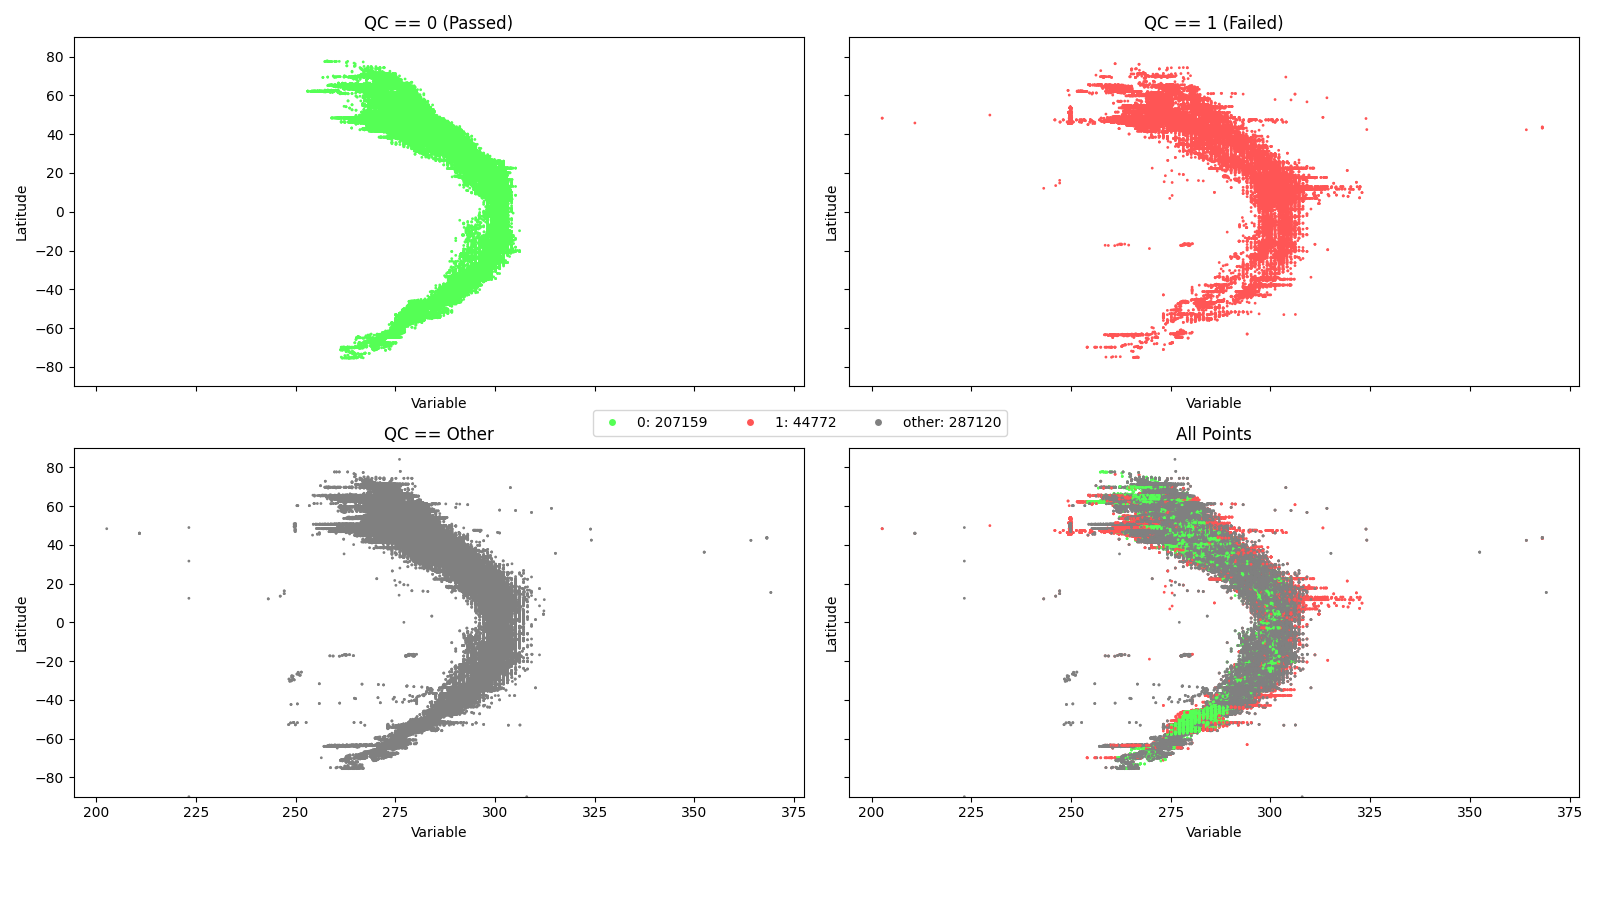 QC == 0 (Passed)
QC == 1 (Failed)
80
60
40
20
0
−20
−40
−60
−80
Latitude
Latitude
Variable
Variable
0: 207159 1: 44772 other: 287120
QC == Other
All Points
80
60
40
20
0
−20
−40
−60
−80
Latitude
Latitude
200 225 250 275 300 325 350 375
200 225 250 275 300 325 350 375
Variable
Variable